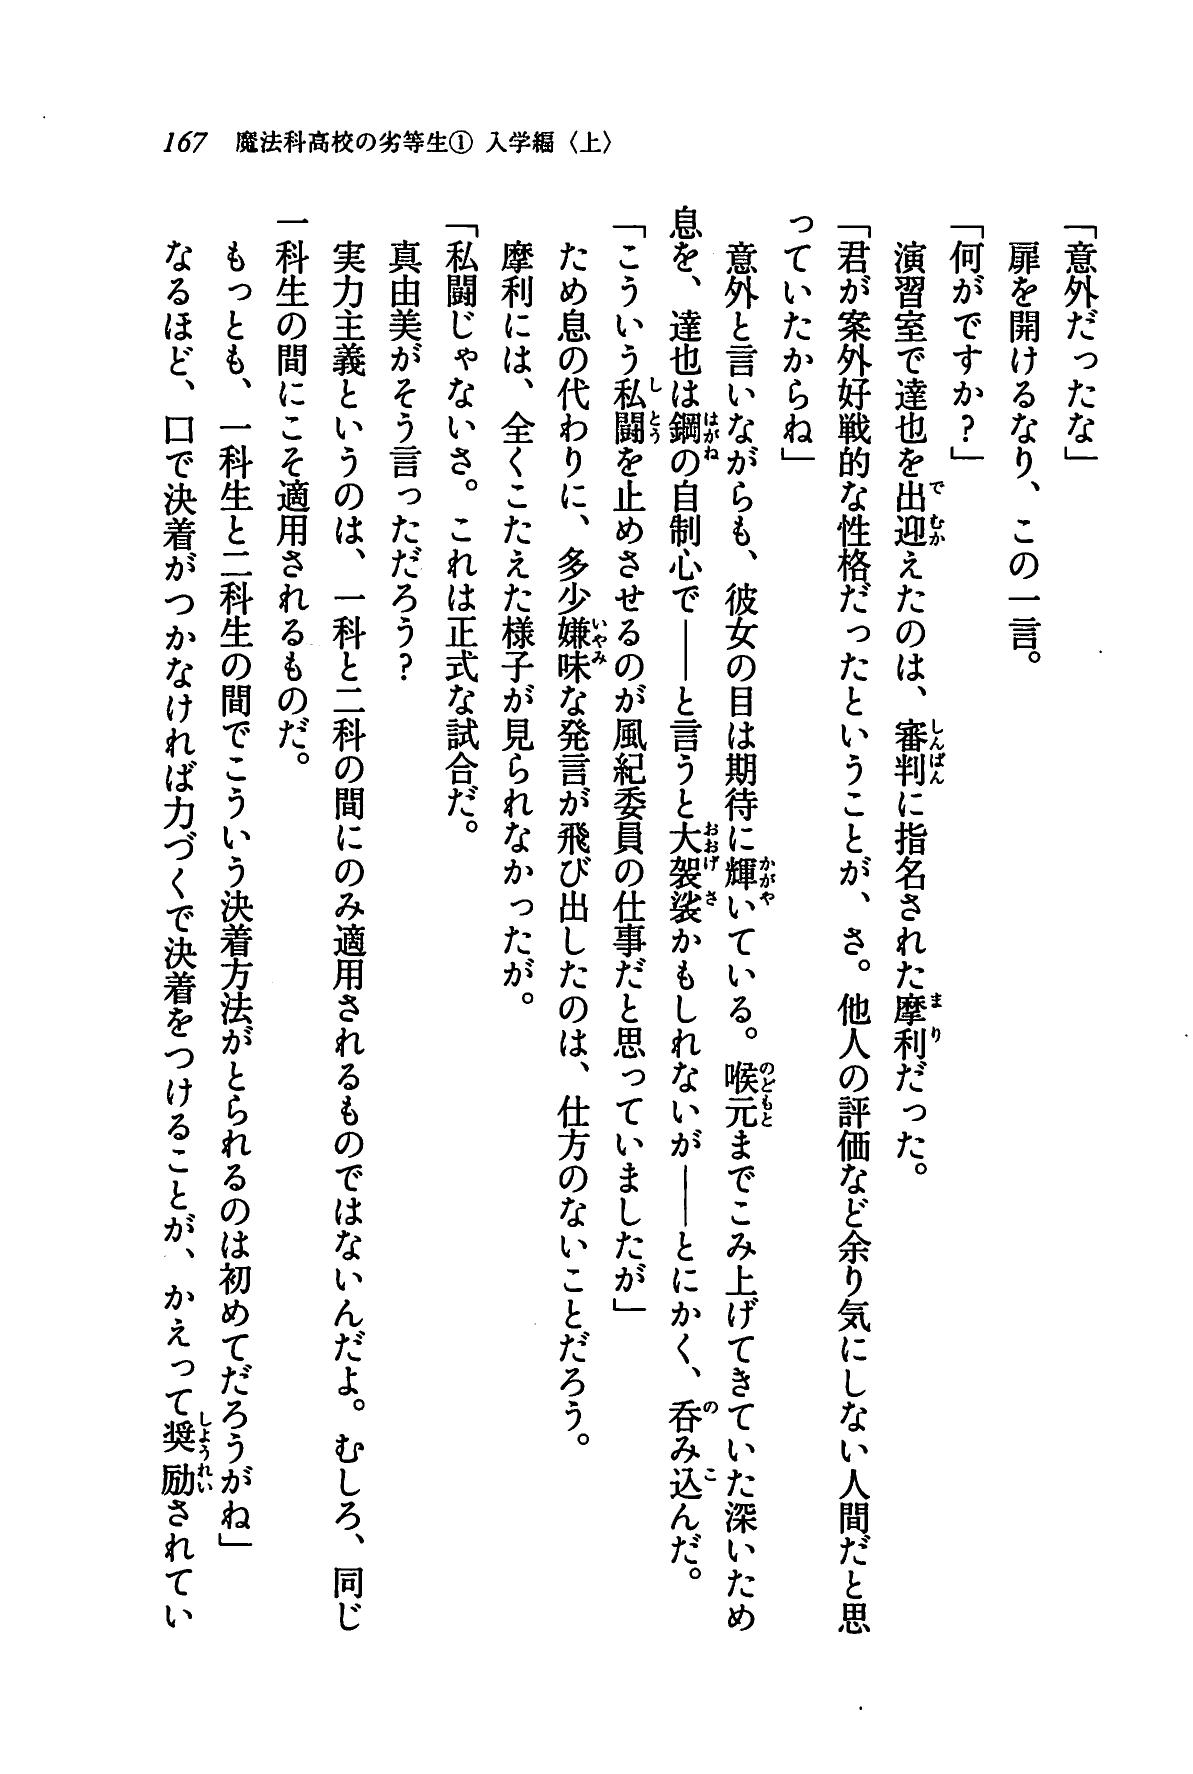 167 魔法科高校の劣等生① 入学編〈上〉
「意外だったな」
扉を開けるなり、この一言。
「何がですか？」
演習室で達也を出迎えたのは、審判に指名された摩利だった。
「君が案外好戦的な性格だったということが、さ。他人の評価など余り気にしない人間だと思
っていたからね」
意外と言いながらも、彼女の目は期待に輝いている。喉元までこみ上げてきていた深いため
息を、達也は鋼の自制心で――と言うと大袈裟かもしれないが――とにかく、呑み込んだ。
「こういう私闘を止めさせるのが風紀委員の仕事だと思っていましたが」
ため息の代わりに、多少嫌味な発言が飛び出したのは、仕方のないことだろう。
摩利には、全くこたえた様子が見られなかったが。
「私闘じゃないさ。これは正式な試合だ。
真由美がそう言っただろう？
実力主義というのは、一科と二科の間にのみ適用されるものではないんだよ。むしろ、同じ
一科生の間にこそ適用されるものだ。
もっとも、一科生と二科生の間でこういう決着方法がとられるのは初めてだろうがね」
なるほど、口で決着がつかなければ力づくで決着をつけることが、かえって奨励されてい